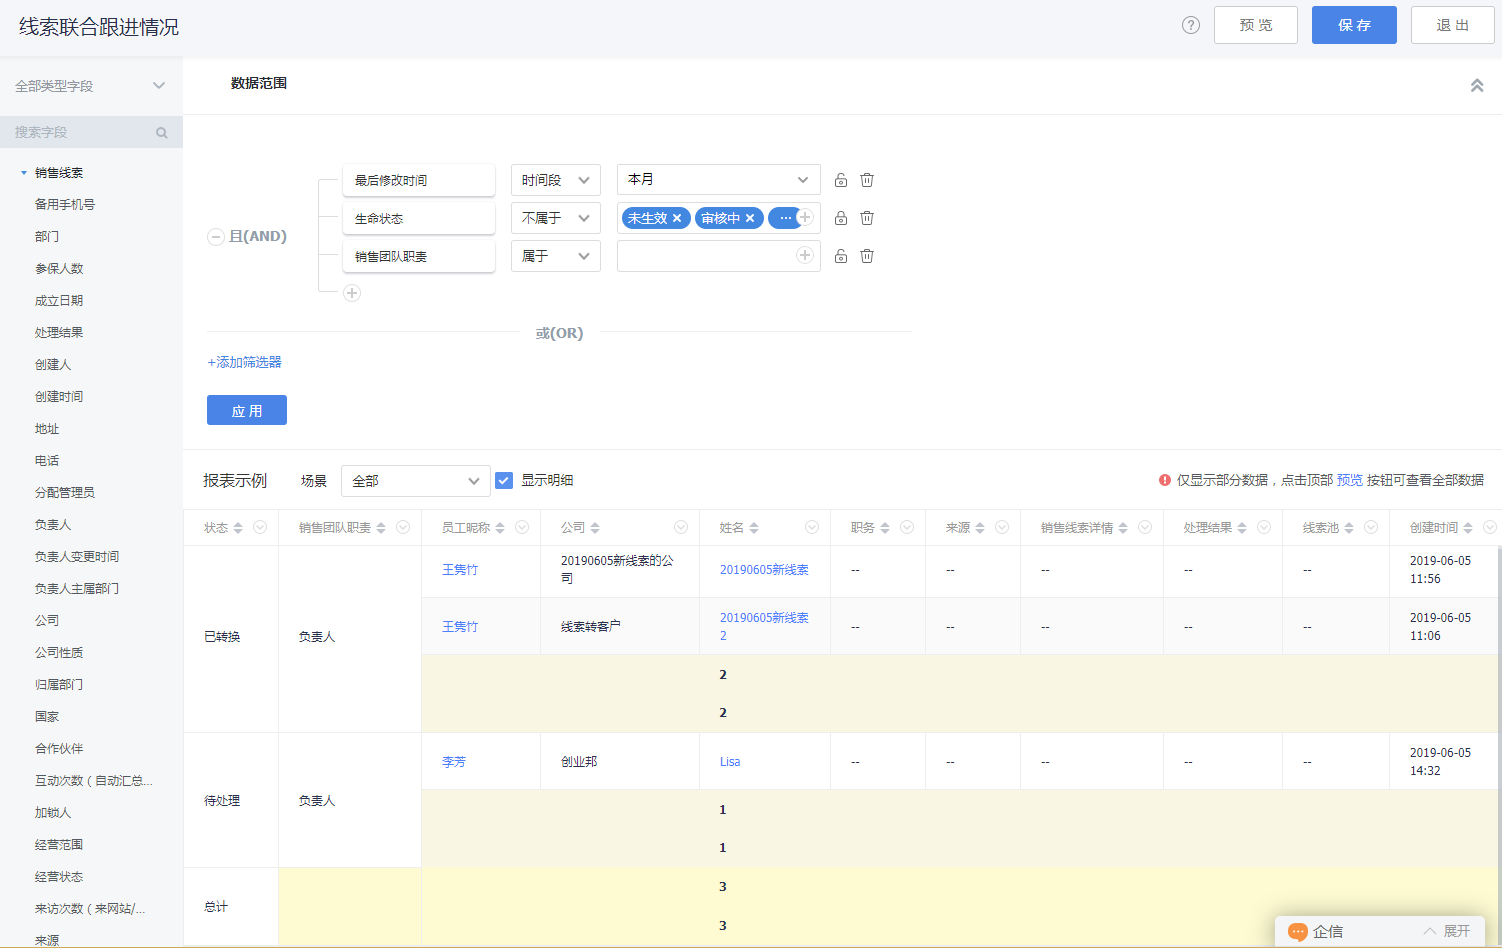 线索联合跟进情况
?
预 览
保 存
退 出
全部类型字段
搜索字段
销售线索
备用手机号
部门
参保人数
成立日期
处理结果
创建人
创建时间
地址
电话
分配管理员
负责人
负责人变更时间
负责人主属部门
公司
公司性质
归属部门
国家
合作伙伴
互动次数 ( 自动汇总...
加锁人
经营范围
经营状态
来访次数 ( 来网站/...
来源
数据范围
且(AND)
最后修改时间 时间段 本月
生命状态 不属于 未生效 × 审核中 × ...
销售团队职责 属于
或(OR)
+添加筛选器
应 用
报表示例 场景 全部 显示明细 仅显示部分数据，点击顶部 预览 按钮可查看全部数据
状态 销售团队职责 员工昵称 公司 姓名 职务 来源 销售线索详情 处理结果 线索池 创建时间
已转换 负责人
王隽竹 20190605新线索的公
司 20190605新线索 -- -- -- -- -- 2019-06-05
11:56
王隽竹 线索转客户 20190605新线索
2 -- -- -- -- -- 2019-06-05
11:06
2
2
待处理 负责人
李芳 创业邦 Lisa -- -- -- -- -- 2019-06-05
14:32
1
1
总计
3
3
企信 展开